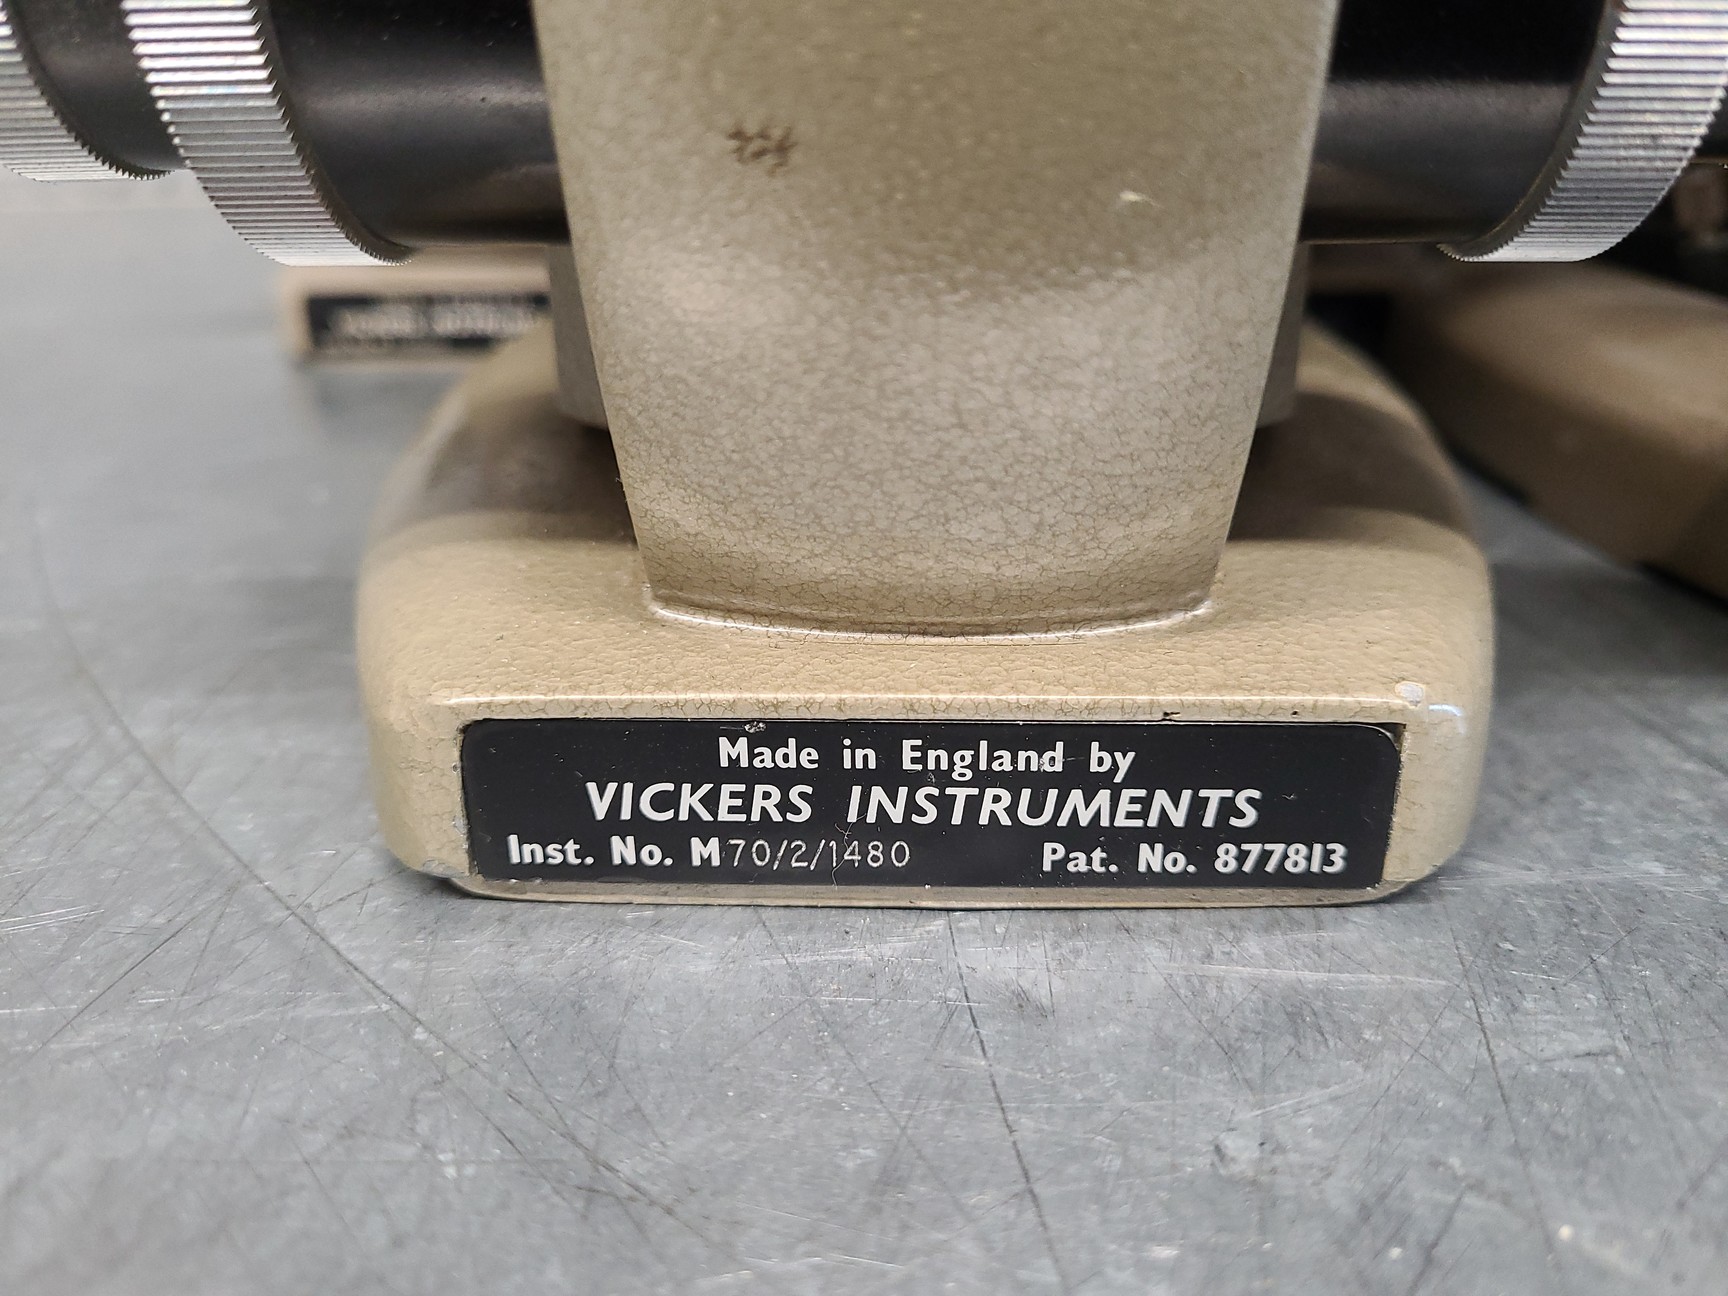 Made in England by
VICKERS INSTRUMENTS
Inst. No. M70/2/1480 Pat. No. 877813